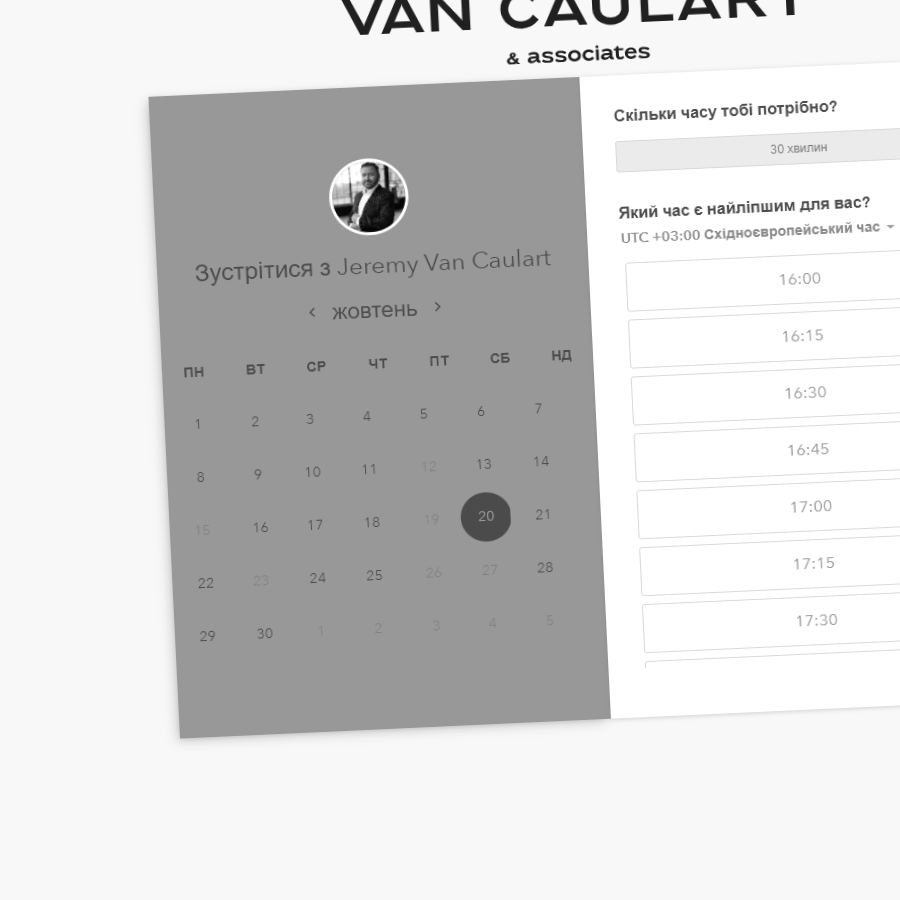 VAN CAULART
& associates
Зустрітися з Jeremy Van Caulart
‹ жовтень ›
ПН ВТ СР ЧТ ПТ СБ НД
1 2 3 4 5 6 7
8 9 10 11 12 13 14
15 16 17 18 19 20 21
22 23 24 25 26 27 28
29 30 1 2 3 4 5
Скільки часу тобі потрібно?
30 хвилин
Який час є найліпшим для вас?
UTC +03:00 Східноєвропейський час
16:00
16:15
16:30
16:45
17:00
17:15
17:30